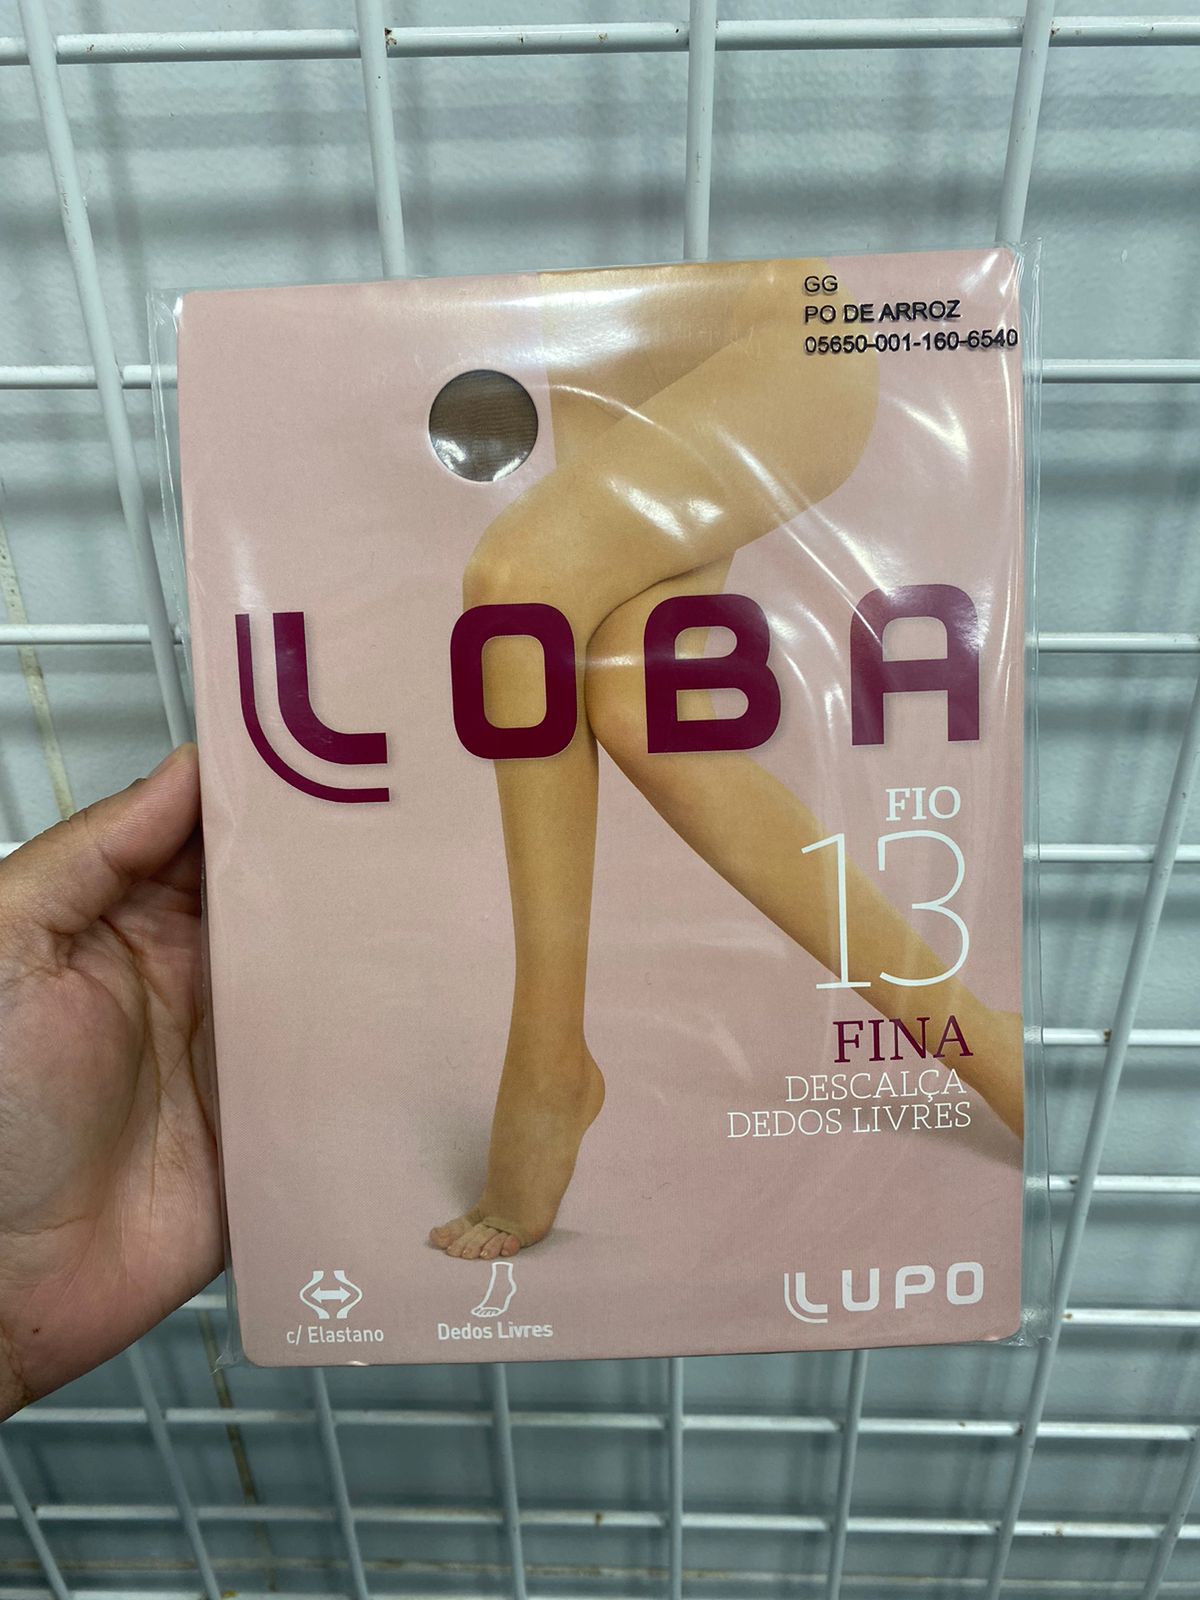 GG
PO DE ARROZ
05650-001-160-6540
LOBA
FIO
13
FINA
DESCALÇA
DEDOS LIVRES
c/ Elastano
Dedos Livres
LUPO